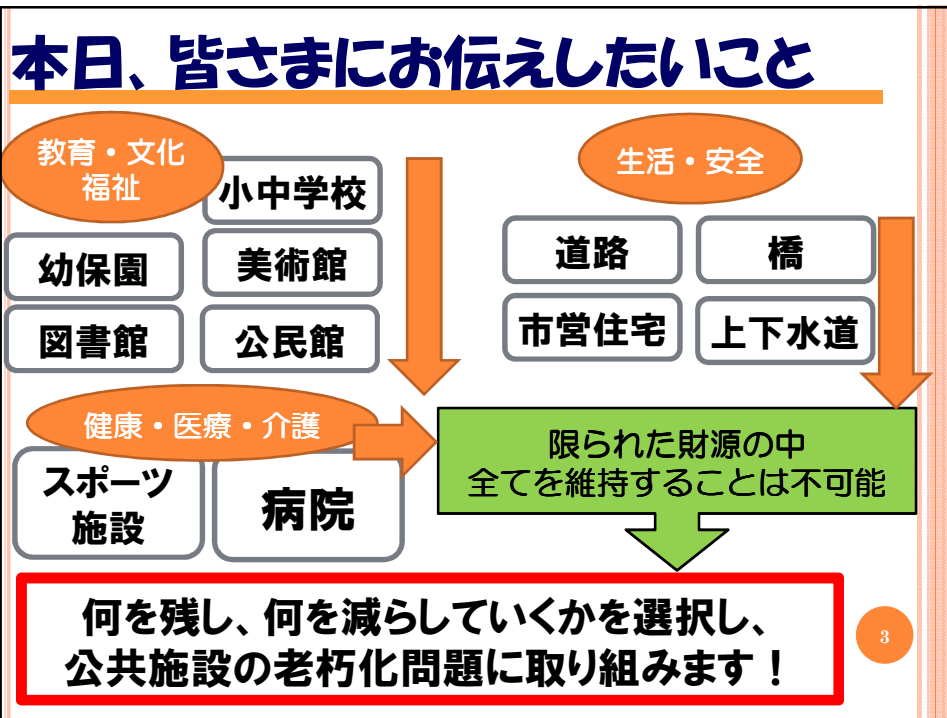 本日、皆さまにお伝えしたいこと
教育・文化
福祉
小中学校
幼保園
美術館
図書館
公民館
生活・安全
道路
橋
市営住宅
上下水道
健康・医療・介護
スポーツ
施設
病院
限られた財源の中
全てを維持することは不可能
何を残し、何を減らしていくかを選択し、
公共施設の老朽化問題に取り組みます！
3